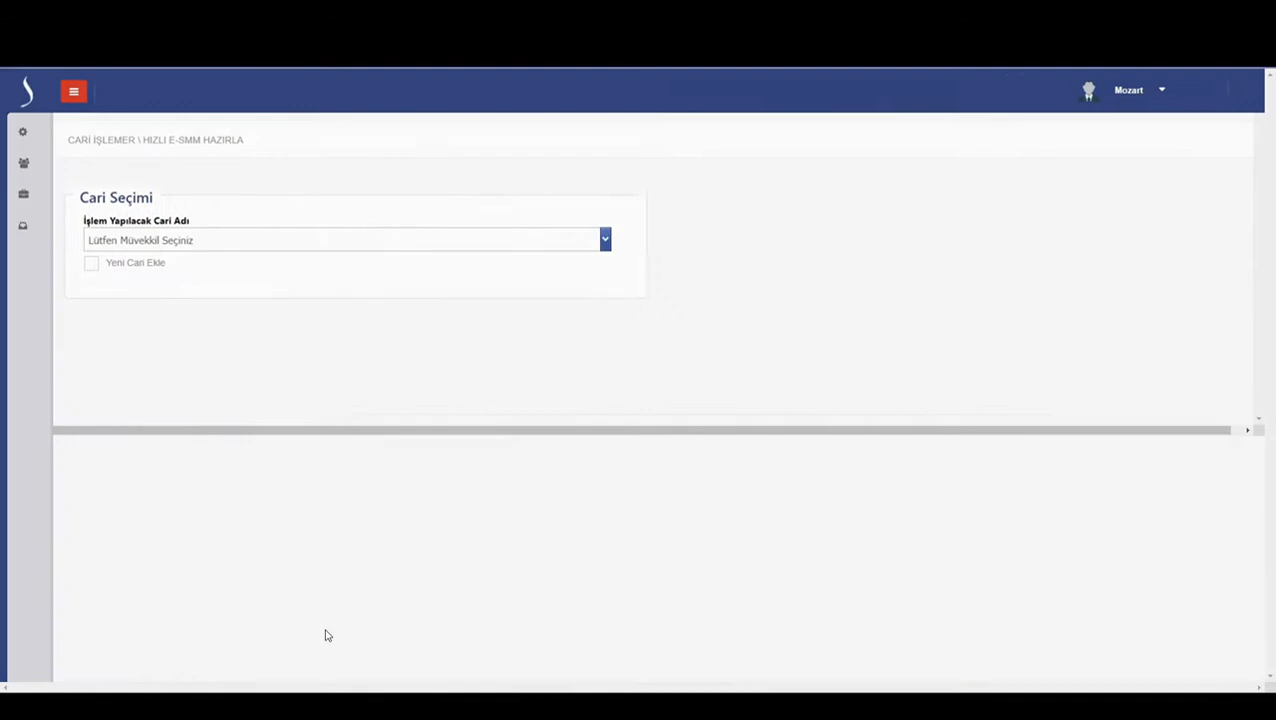 Mozart
CARİ İŞLEMER \ HIZLI E-SMM HAZIRLA
Cari Seçimi
İşlem Yapılacak Cari Adı
Lütfen Müvekkil Seçiniz
Yeni Cari Ekle